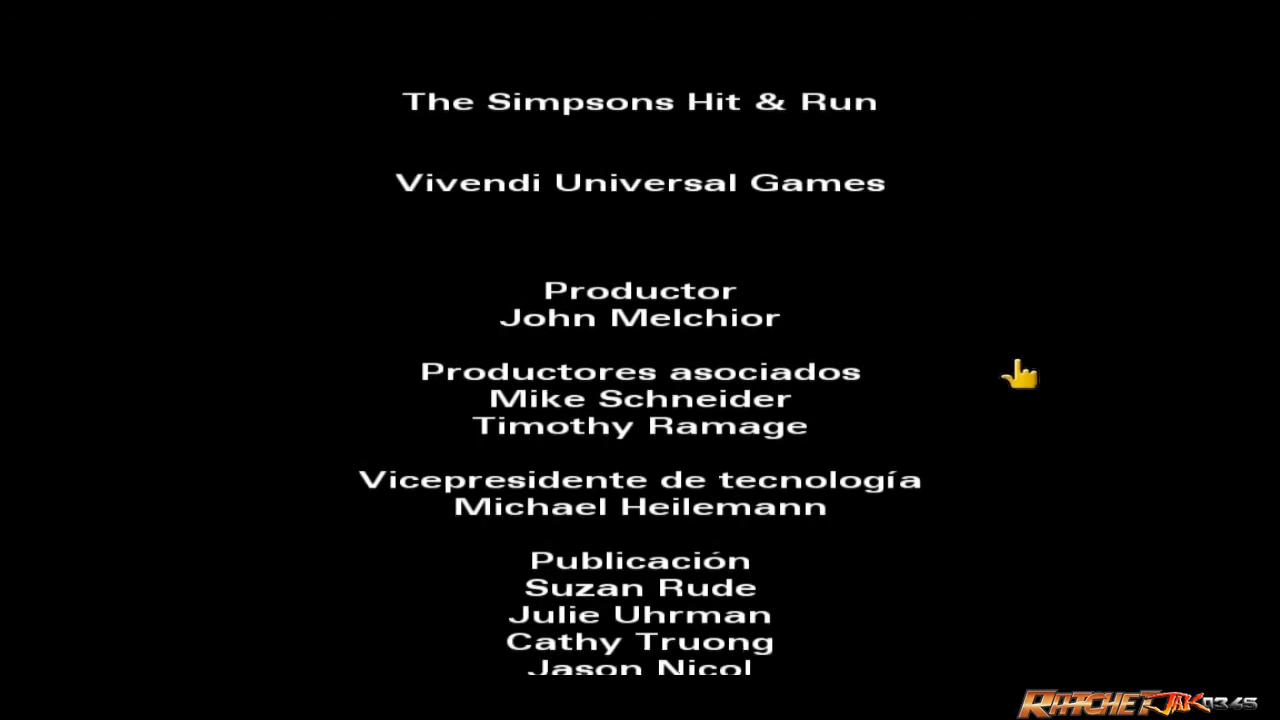 The Simpsons Hit & Run
Vivendi Universal Games
Productor
John Melchior
Productores asociados
Mike Schneider
Timothy Ramage
Vicepresidente de tecnología
Michael Heilemann
Publicación
Suzan Rude
Julie Uhrman
Cathy Truong
Jason Nicol
RATCHETJAK9345